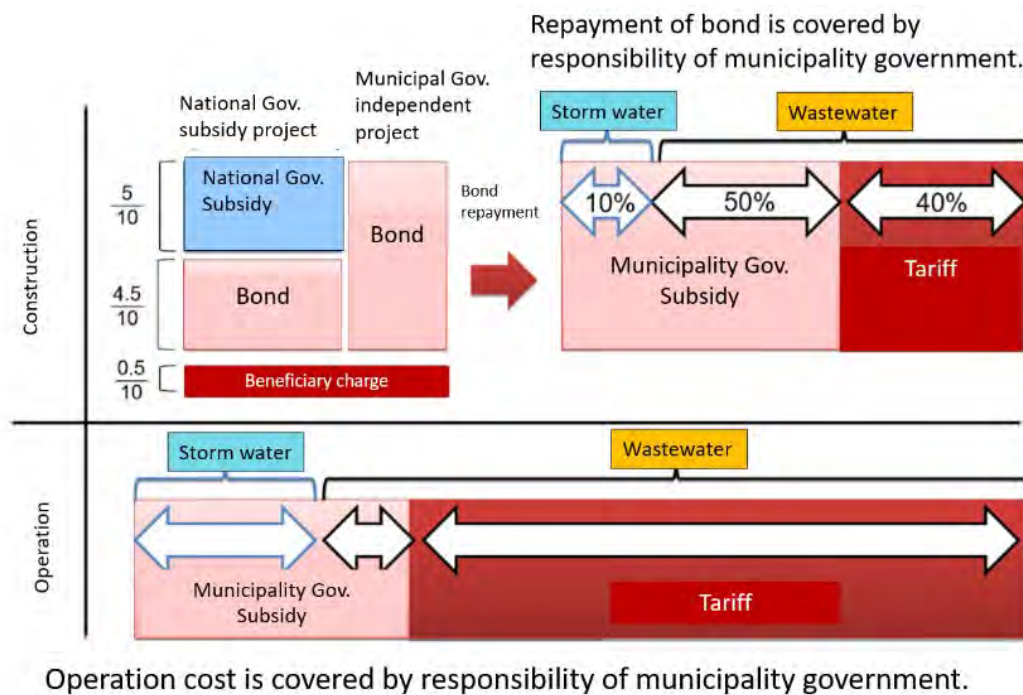 Repayment of bond is covered by
responsibility of municipality government.
National Gov.
subsidy project
Municipal Gov.
independent
project
Storm water
Wastewater
Construction
5
10
National Gov.
Subsidy
Bond
Bond
repayment
10%
50%
40%
4.5
10
Bond
Municipality Gov.
Subsidy
Tariff
0.5
10
Beneficiary charge
Storm water
Wastewater
Operation
Municipality Gov.
Subsidy
Tariff
Operation cost is covered by responsibility of municipality government.